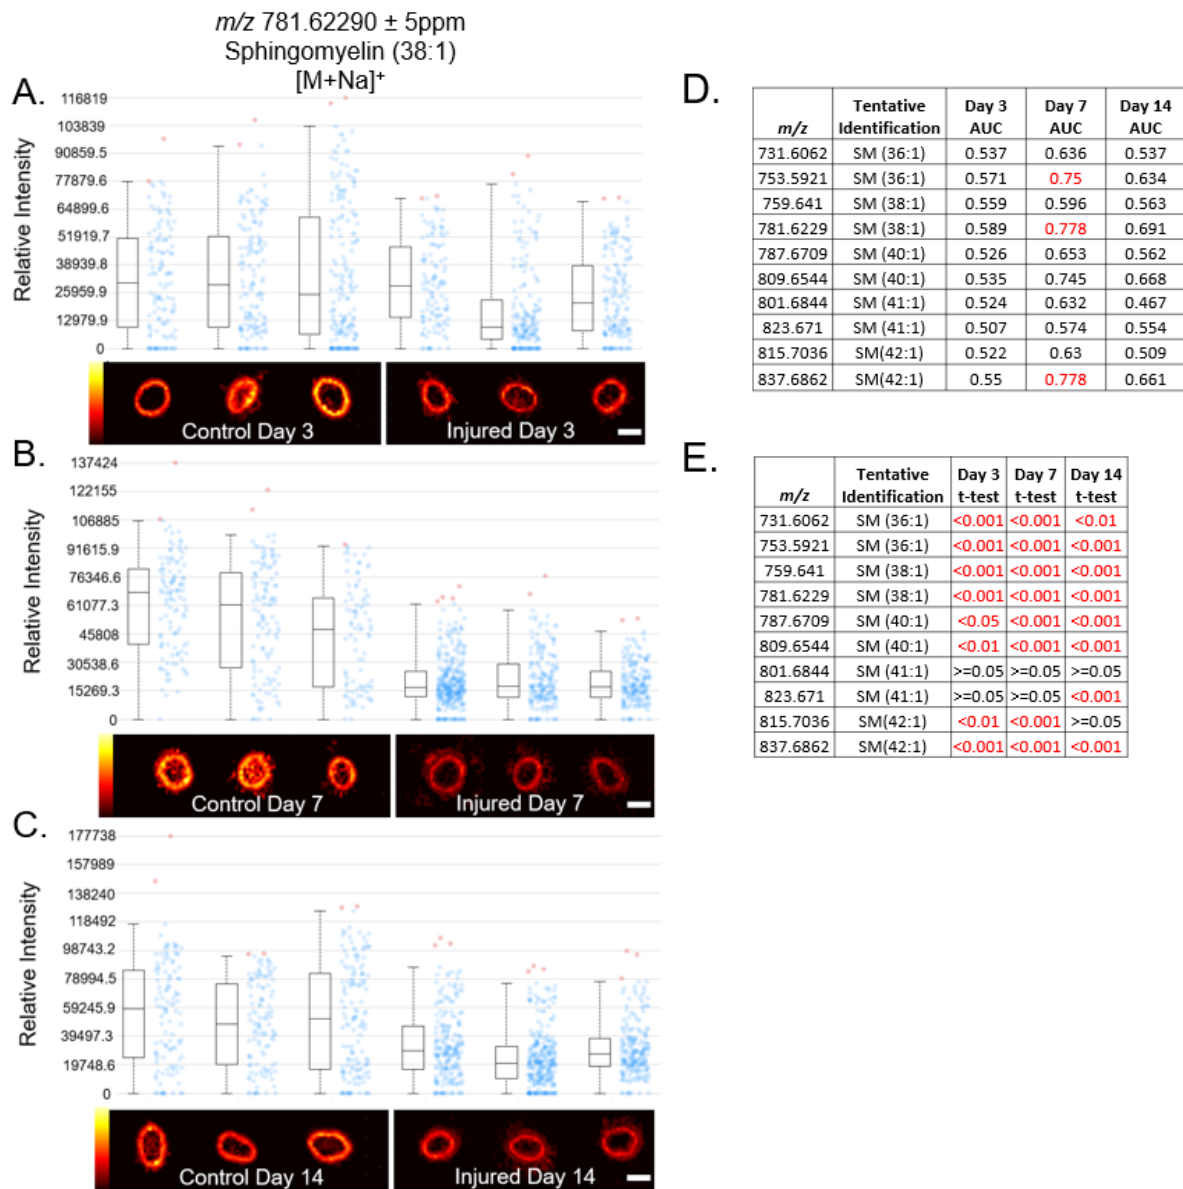 m/z 781.62290 ± 5ppm
Sphingomyelin (38:1)
[M+Na]+
A.
Relative Intensity
116819
103839
90859.5
77879.6
64899.6
51919.7
38939.8
25959.9
12979.9
0
Control Day 3
Injured Day 3
B.
Relative Intensity
137424
122155
106885
91615.9
76346.6
61077.3
45808
30538.6
15269.3
0
Control Day 7
Injured Day 7
C.
Relative Intensity
177738
157989
138240
118492
98743.2
78994.5
59245.9
39497.3
19748.6
0
Control Day 14
Injured Day 14
D.
m/z Tentative Identification Day 3 AUC Day 7 AUC Day 14 AUC
731.6062 SM (36:1) 0.537 0.636 0.537
753.5921 SM (36:1) 0.571 0.75 0.634
759.641 SM (38:1) 0.559 0.596 0.563
781.6229 SM (38:1) 0.589 0.778 0.691
787.6709 SM (40:1) 0.526 0.653 0.562
809.6544 SM (40:1) 0.535 0.745 0.668
801.6844 SM (41:1) 0.524 0.632 0.467
823.671 SM (41:1) 0.507 0.574 0.554
815.7036 SM(42:1) 0.522 0.63 0.509
837.6862 SM(42:1) 0.55 0.778 0.661
E.
m/z Tentative Identification Day 3 t-test Day 7 t-test Day 14 t-test
731.6062 SM (36:1) <0.001 <0.001 <0.01
753.5921 SM (36:1) <0.001 <0.001 <0.001
759.641 SM (38:1) <0.001 <0.001 <0.001
781.6229 SM (38:1) <0.001 <0.001 <0.001
787.6709 SM (40:1) <0.05 <0.001 <0.001
809.6544 SM (40:1) <0.01 <0.001 <0.001
801.6844 SM (41:1) >=0.05 >=0.05 >=0.05
823.671 SM (41:1) >=0.05 >=0.05 <0.001
815.7036 SM(42:1) <0.01 <0.001 >=0.05
837.6862 SM(42:1) <0.001 <0.001 <0.001